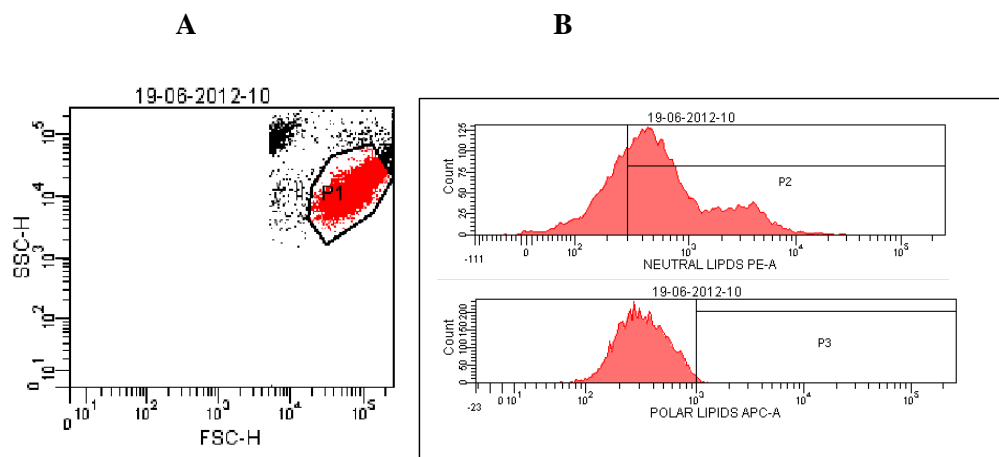 A
B
19-06-2012-10
SSC-H
10^5
10^4
10^3
10^2
10^1
0
P1
0 10^1 10^2 10^3 10^4 10^5
FSC-H
19-06-2012-10
Count
125
100
75
50
25
0
P2
-111 0 10^2 10^3 10^4 10^5
NEUTRAL LIPDS PE-A
19-06-2012-10
Count
200
150
100
50
0
P3
-23 0 10^1 10^2 10^3 10^4 10^5
POLAR LIPIDS APC-A